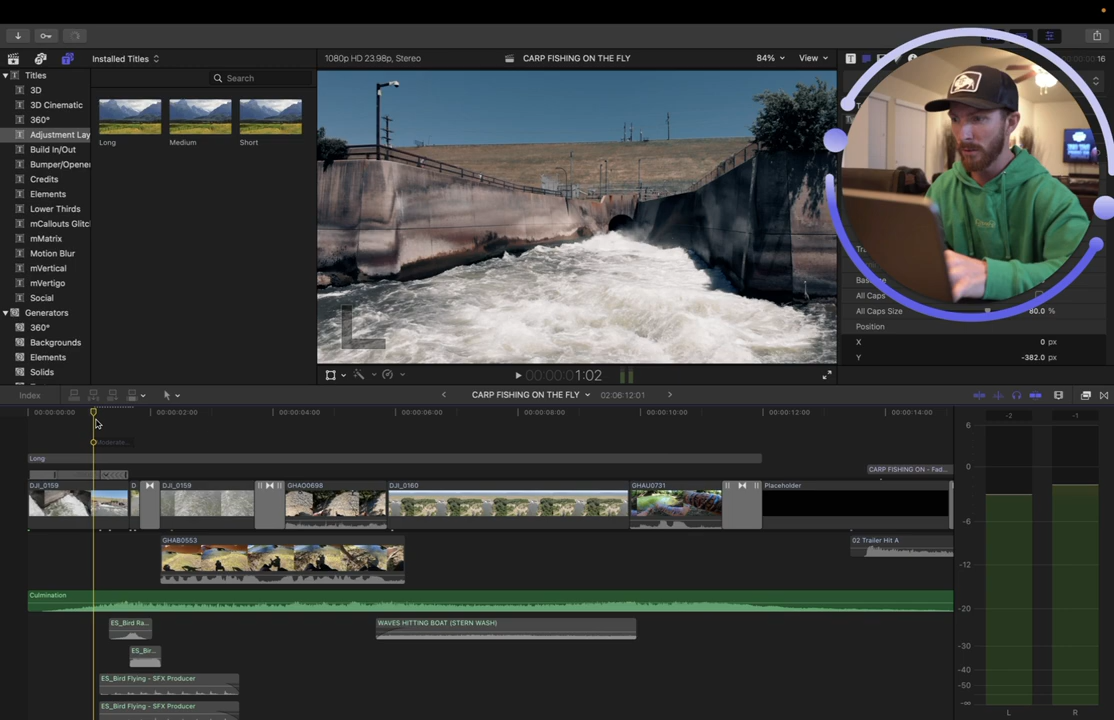 Installed Titles
1080p HD 23.98p, Stereo
CARP FISHING ON THE FLY
84%
View
16
Titles
3D
3D Cinematic
360°
Adjustment Lay
Build In/Out
Bumper/Opene
Credits
Elements
Lower Thirds
mCallouts Glitc
mMatrix
Motion Blur
mVertical
mVertigo
Social
Generators
360°
Backgrounds
Elements
Solids
Search
Long
Medium
Short
L
All Caps
All Caps Size
80.0 %
Position
X
0 px
Y
-382.0 px
00:00:00:01:02
Index
CARP FISHING ON THE FLY
02:06:12:01
00:00:00:00
00:00:02:00
00:00:04:00
00:00:06:00
00:00:08:00
00:00:10:00
00:00:12:00
00:00:14:00
Moderate...
Long
CARP FISHING ON - Fad...
DJI_0159
D
DJI_0159
GHAO0698
DJI_0160
GHAU0731
Placeholder
GHAB0553
02 Trailer Hit A
Culmination
ES_Bird Ra...
WAVES HITTING BOAT (STERN WASH)
ES_Bir...
ES_Bird Flying - SFX Producer
ES_Bird Flying - SFX Producer
-2
-1
6
0
-6
-12
-20
-30
-40
-50
-∞
L
R